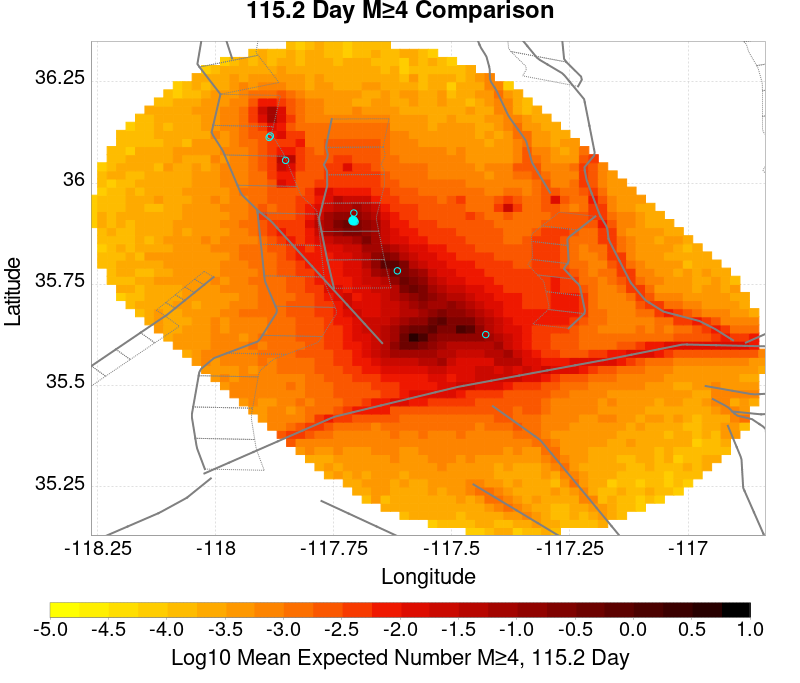 115.2 Day M≥4 Comparison
36.25
36
35.75
35.5
35.25
Latitude
-118.25 -118 -117.75 -117.5 -117.25 -117
Longitude
-5.0 -4.5 -4.0 -3.5 -3.0 -2.5 -2.0 -1.5 -1.0 -0.5 0.0 0.5 1.0
Log10 Mean Expected Number M≥4, 115.2 Day